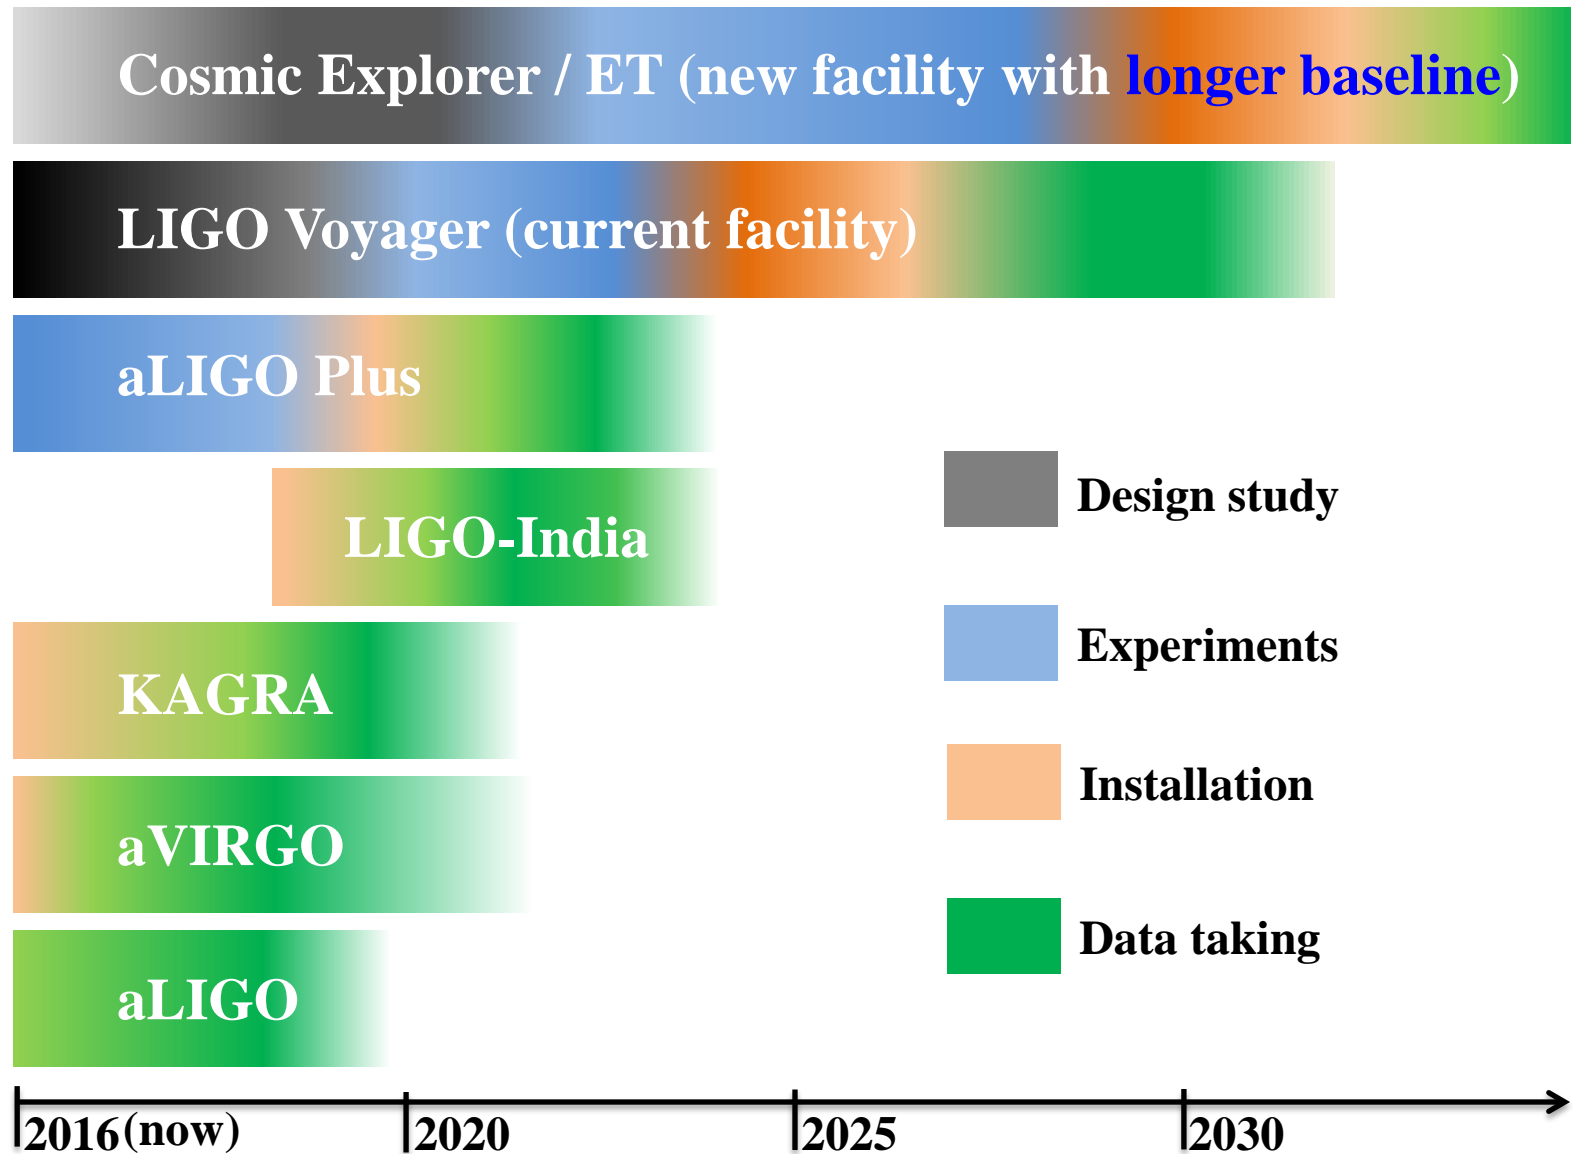 Cosmic Explorer / ET (new facility with longer baseline)
LIGO Voyager (current facility)
aLIGO Plus
LIGO-India
KAGRA
aVIRGO
aLIGO
Design study
Experiments
Installation
Data taking
2016 (now) 2020 2025 2030